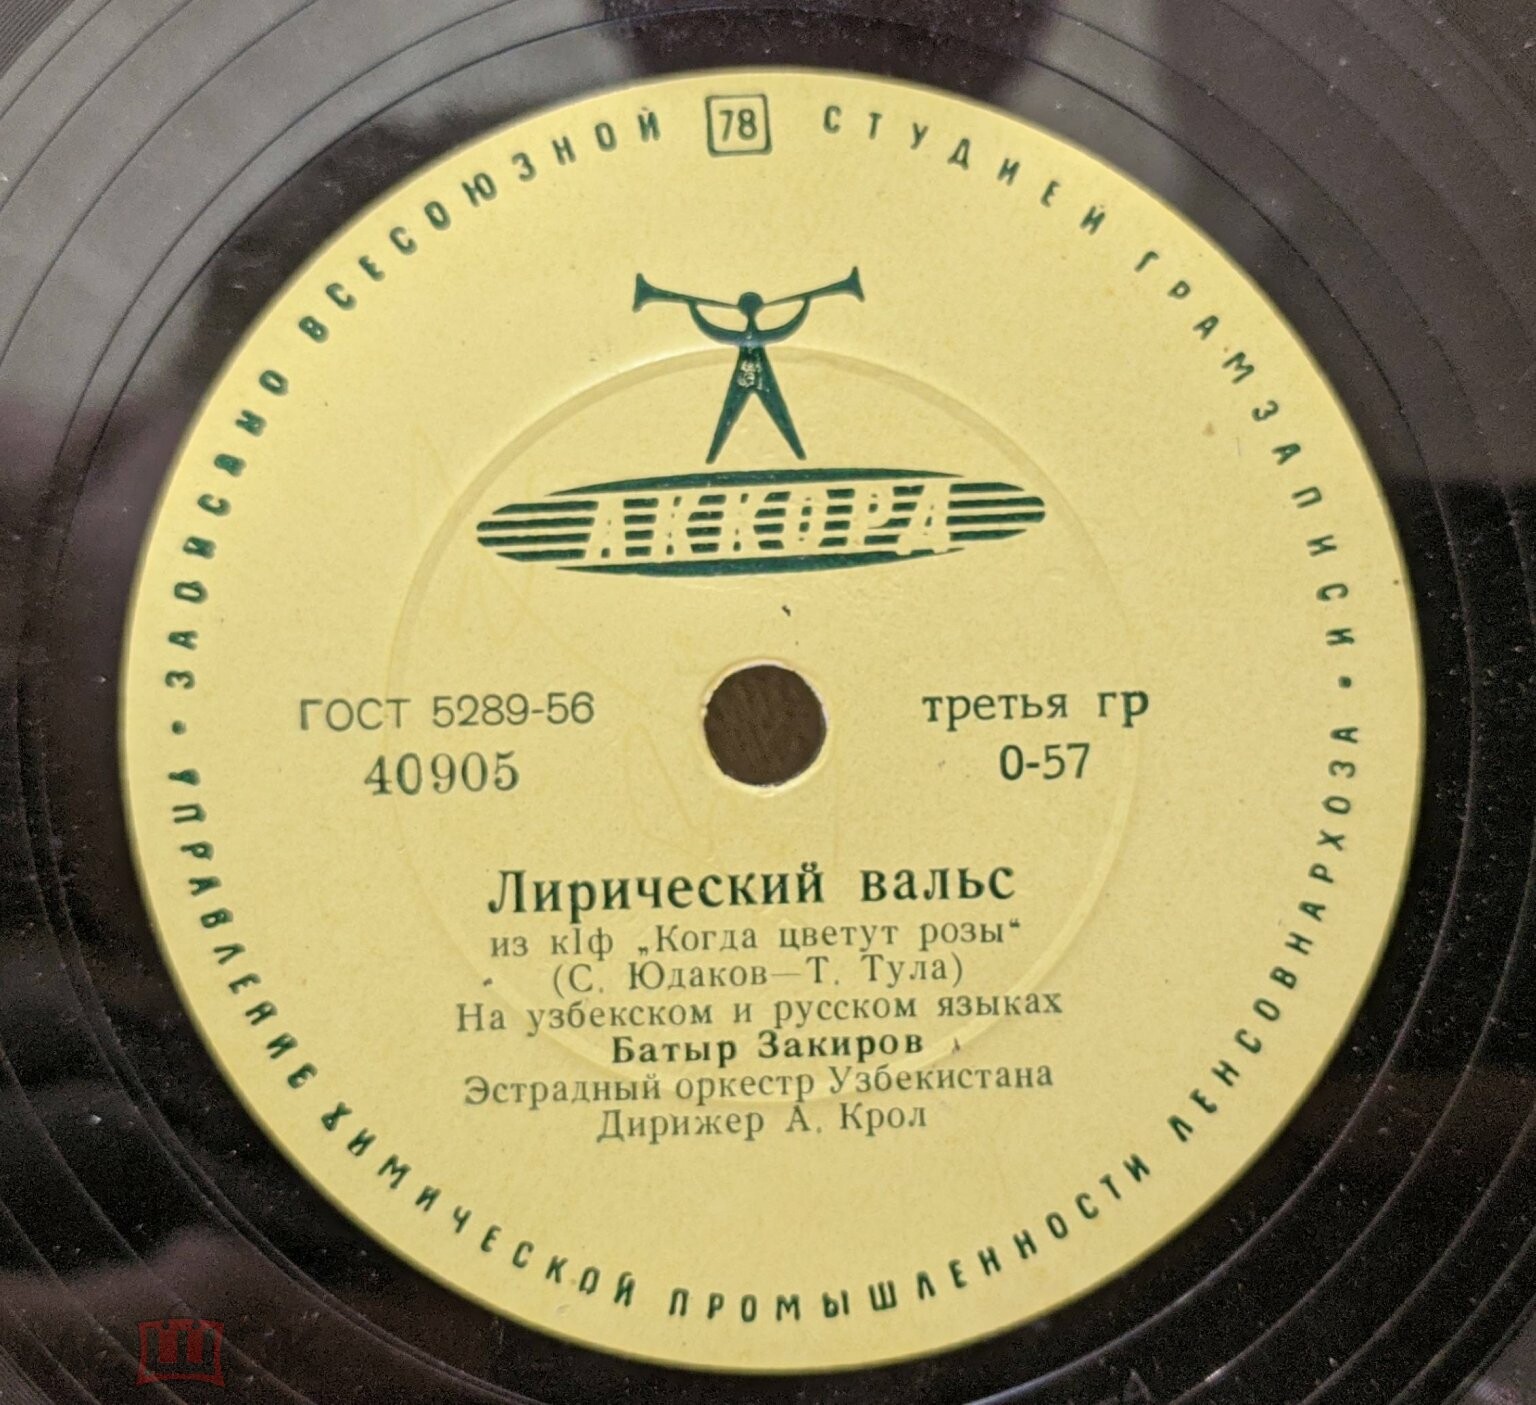 ЗАПИСАНО ВСЕСОЮЗНОЙ 78 СТУДИЕЙ ГРАМЗАПИСИ •
АККОРД
ГОСТ 5289-56
40905
третья гр
0-57
Лирический вальс
из к1ф „Когда цветут розы“
(С. Юдаков—Т. Тула)
На узбекском и русском языках
Батыр Закиров
Эстрадный оркестр Узбекистана
Дирижер А. Крол
УПРАВЛЕНИЕ ХИМИЧЕСКОЙ ПРОМЫШЛЕННОСТИ ЛЕНСОВНАРХОЗА •